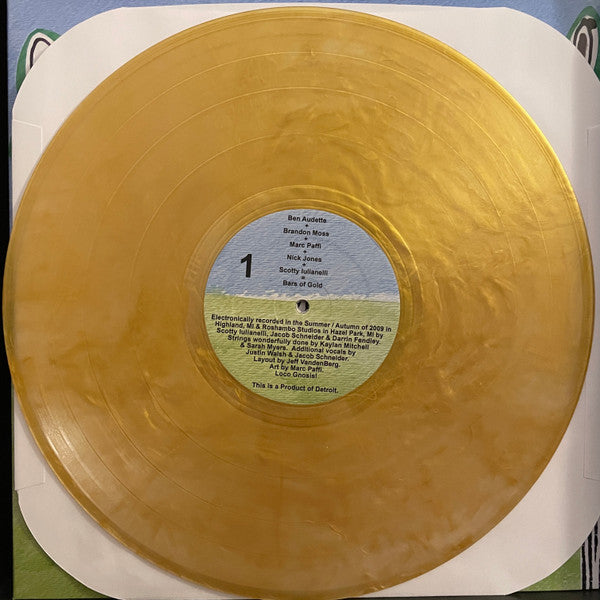 Ben Audette
+
Brandon Moss
+
Marc Paffi
+
Nick Jones
+
Scotty Iulianelli
=
Bars of Gold
1
Electronically recorded in the Summer / Autumn of 2009 in
Highland, MI & Roshambo Studios in Hazel Park, MI by
Scotty Iulianelli, Jacob Schneider & Darrin Fendley.
Strings wonderfully done by Kaylan Mitchell
& Sarah Myers. Additional vocals by
Justin Walsh & Jacob Schneider.
Layout by Jeff VandenBerg.
Art by Marc Paffi.
Loco Gnosis!
This is a Product of Detroit.